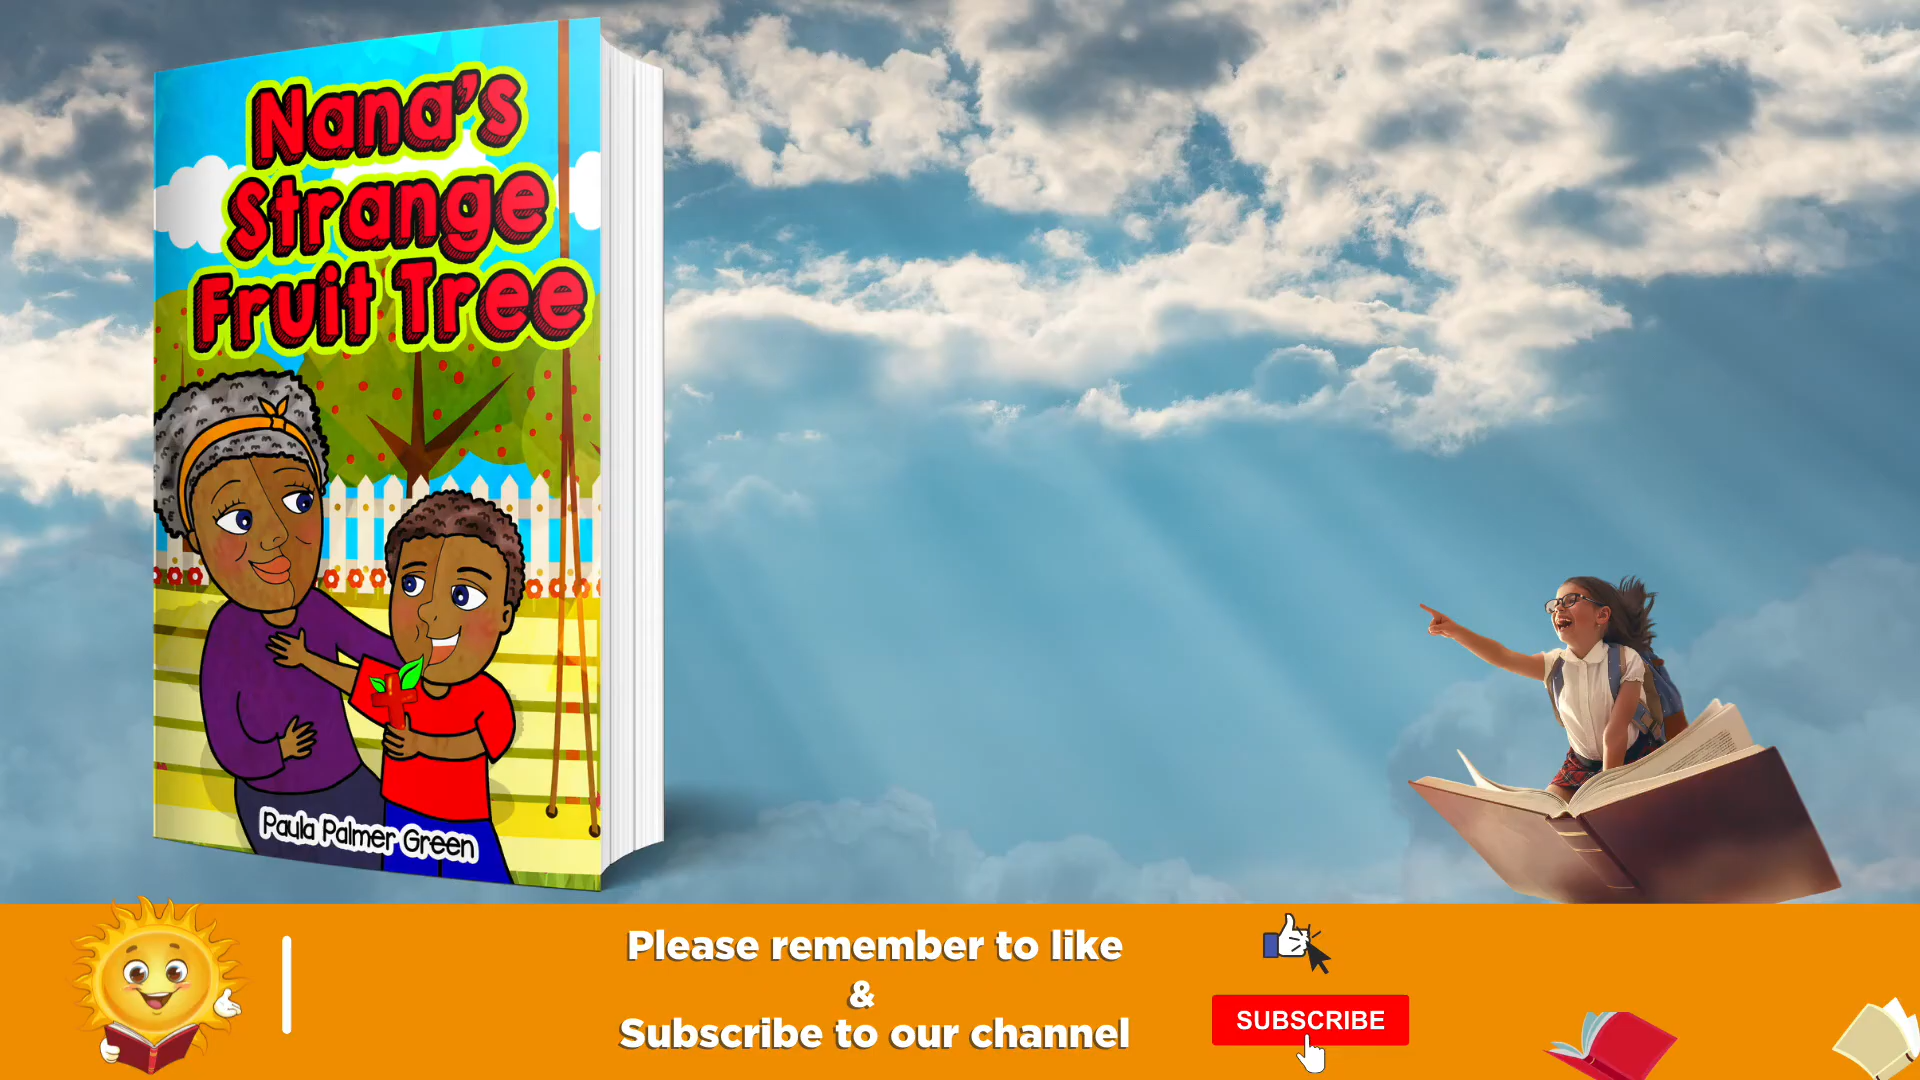 Nana's
Strange
Fruit Tree
Paula Palmer Green
Please remember to like
&
Subscribe to our channel
SUBSCRIBE